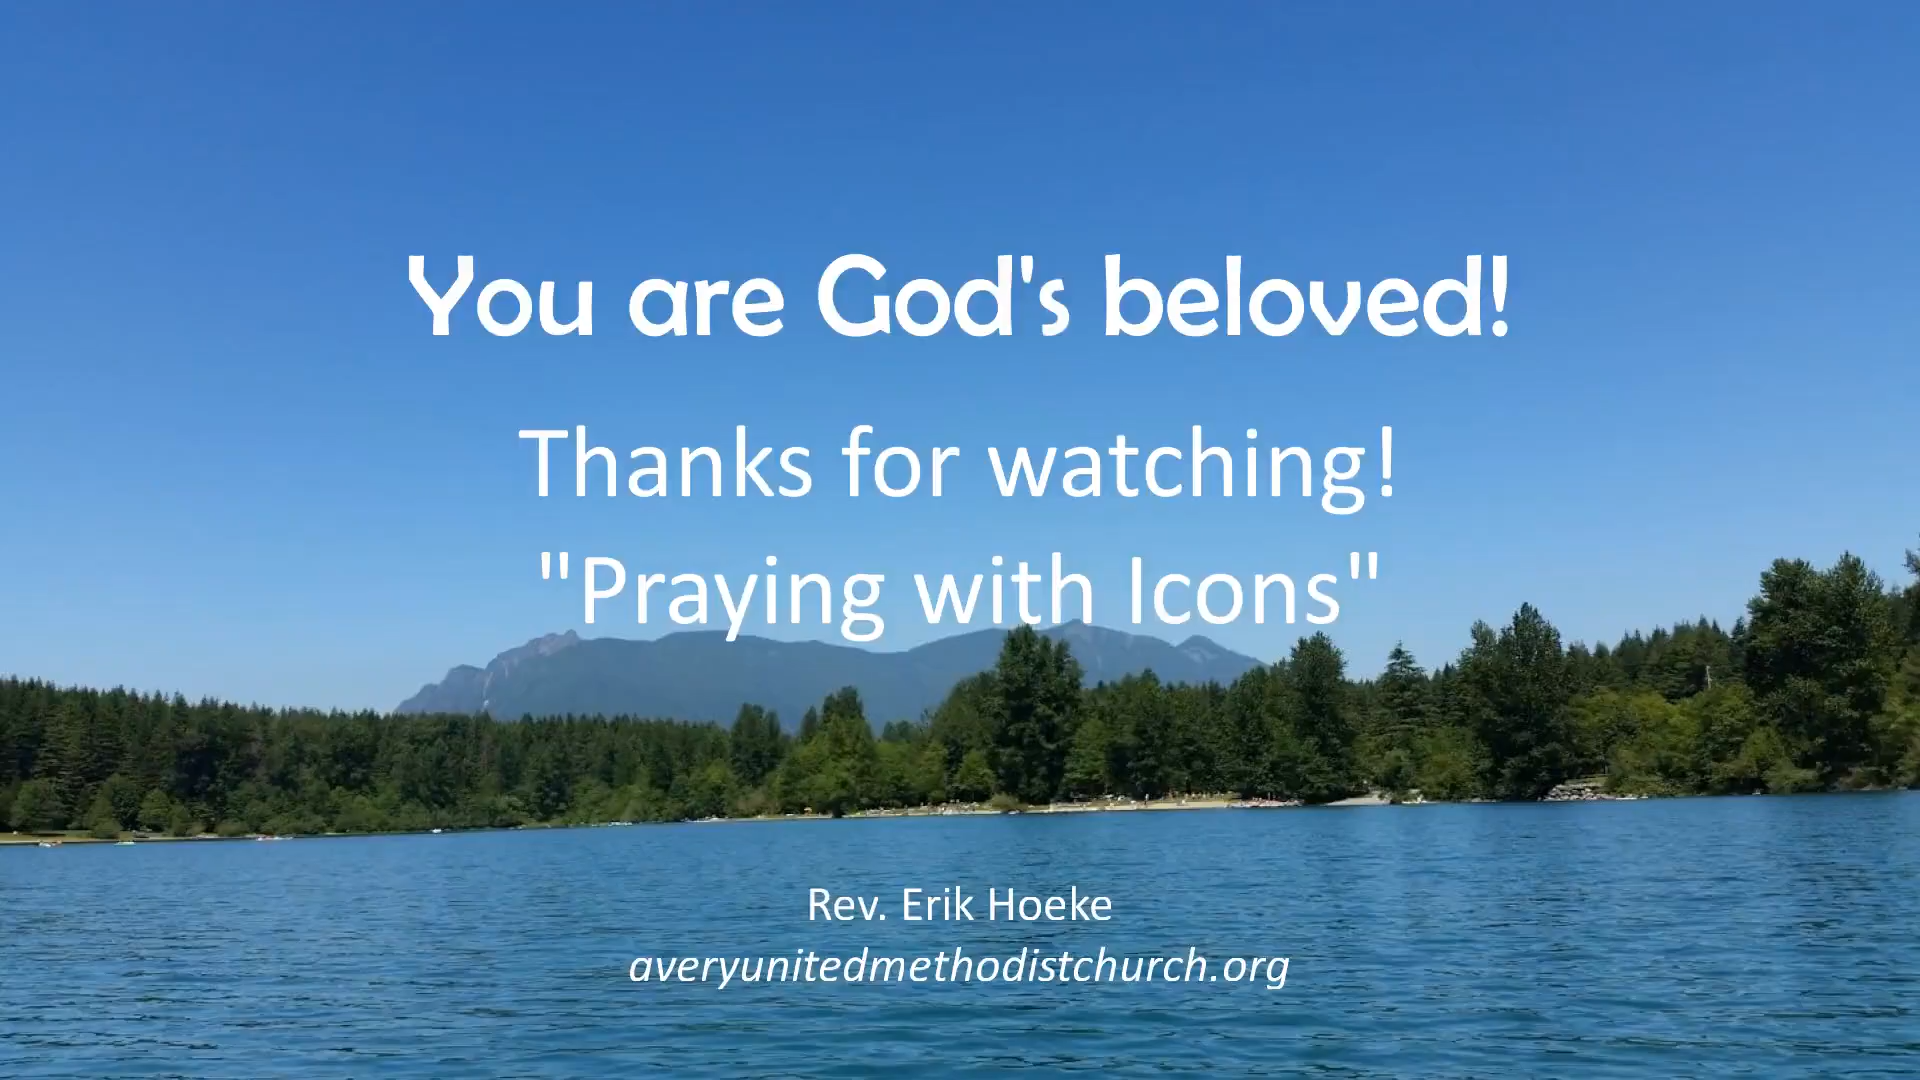 You are God's beloved!
Thanks for watching!
"Praying with Icons"
Rev. Erik Hoeke
averyunitedmethodistchurch.org